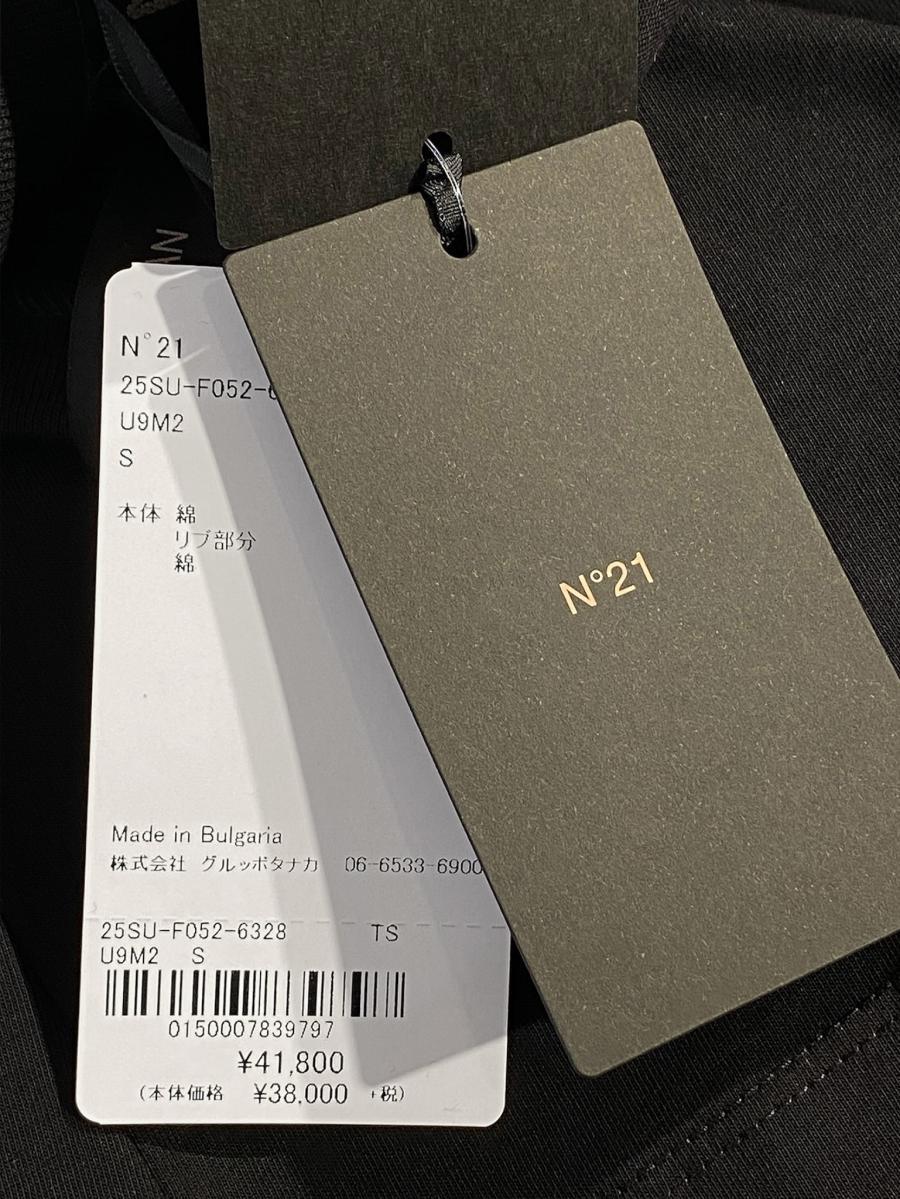 N°21
25SU-F052-6
U9M2
S
本体 綿
リブ部分
綿
Made in Bulgaria
株式会社 グルッポタナカ 06-6533-6900
25SU-F052-6328 TS
U9M2 S
0150007839797
¥41,800
(本体価格 ¥38,000 +税)
N°21